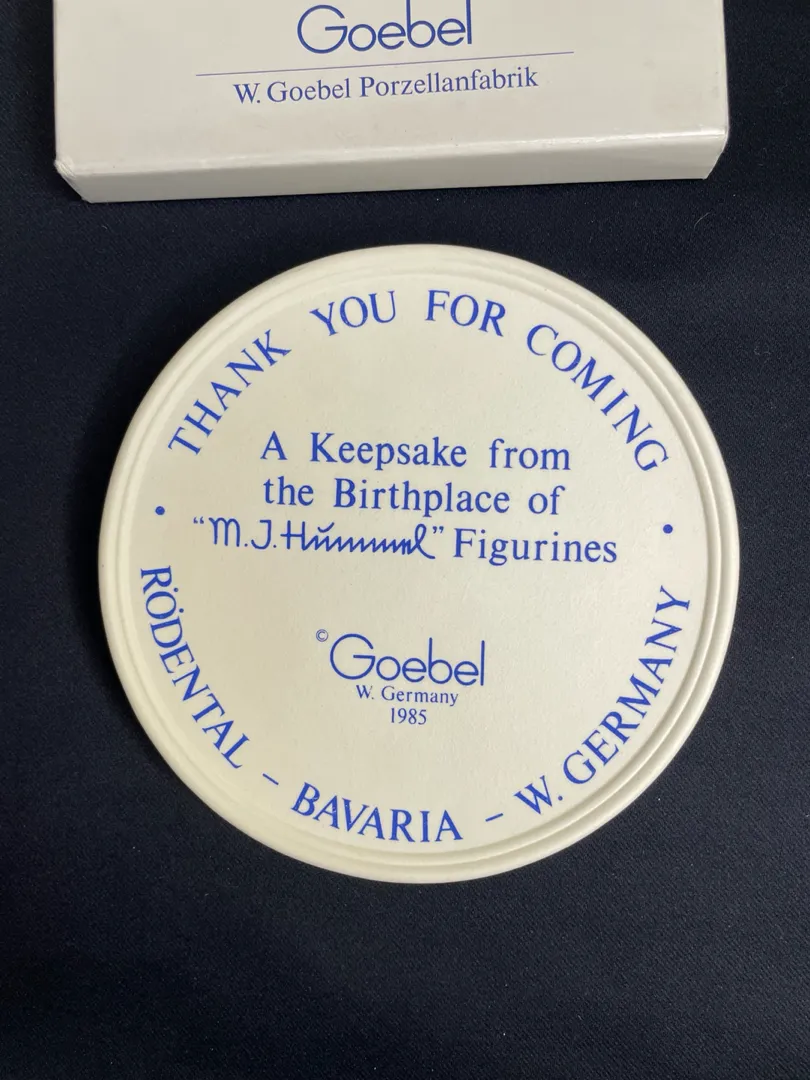 Goebel
W. Goebel Porzellanfabrik
THANK YOU FOR COMING
A Keepsake from
the Birthplace of
“M.J. Hummel” Figurines
© Goebel
W. Germany
1985
• RÖDENTAL – BAVARIA – W. GERMANY •